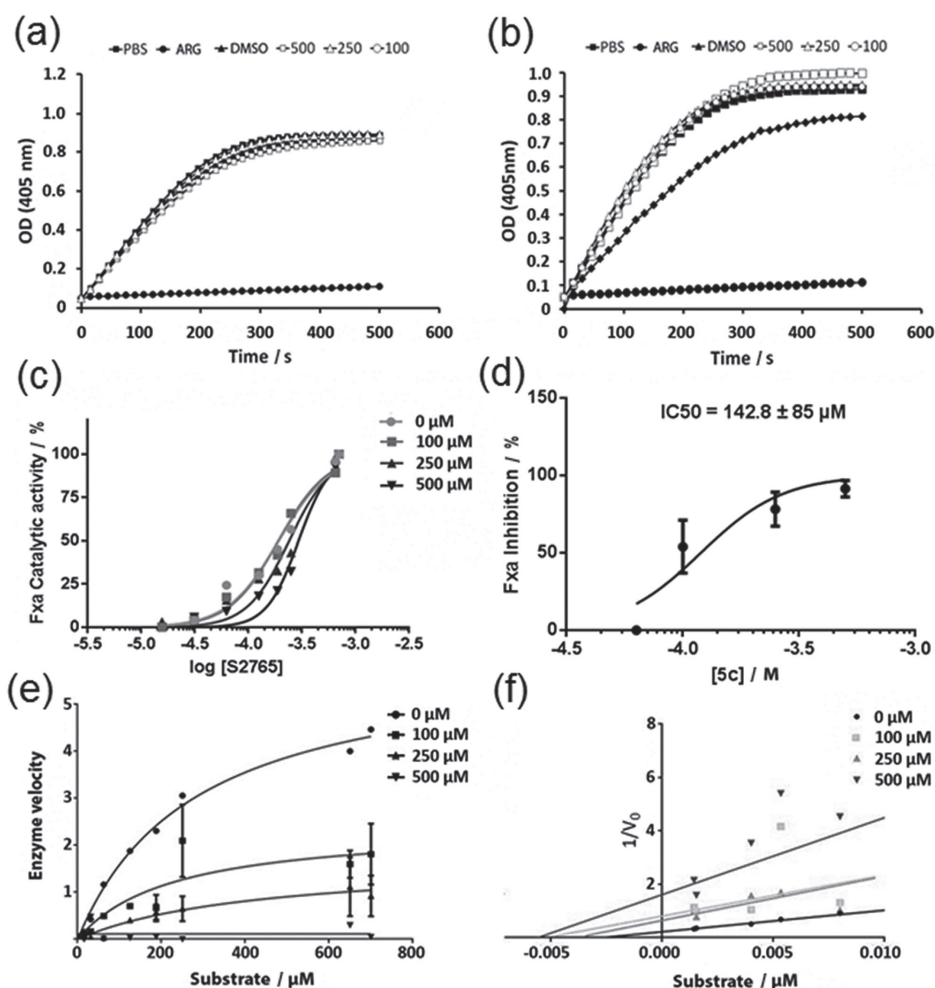 (a)
PBS ARG DMSO 500 250 100
1.2
1.0
0.8
0.6
0.4
0.2
0
OD (405 nm)
0 100 200 300 400 500 600
Time / s
(b)
PBS ARG DMSO 500 250 100
1.0
0.9
0.8
0.7
0.6
0.5
0.4
0.3
0.2
0.1
0
OD (405nm)
0 100 200 300 400 500 600
Time / s
(c)
0 µM
100 µM
250 µM
500 µM
100
75
50
25
0
Fxa Catalytic activity / %
-5.5 -5.0 -4.5 -4.0 -3.5 -3.0 -2.5
log [S2765]
(d)
IC50 = 142.8 ± 85 µM
150
100
50
0
Fxa Inhibition / %
-4.5 -4.0 -3.5 -3.0
[5c] / M
(e)
0 µM
100 µM
250 µM
500 µM
5
4
3
2
1
Enzyme velocity
0 200 400 600 800
Substrate / µM
(f)
0 µM
100 µM
250 µM
500 µM
8
6
4
2
1/V0
-0.005 0.000 0.005 0.010
Substrate / µM